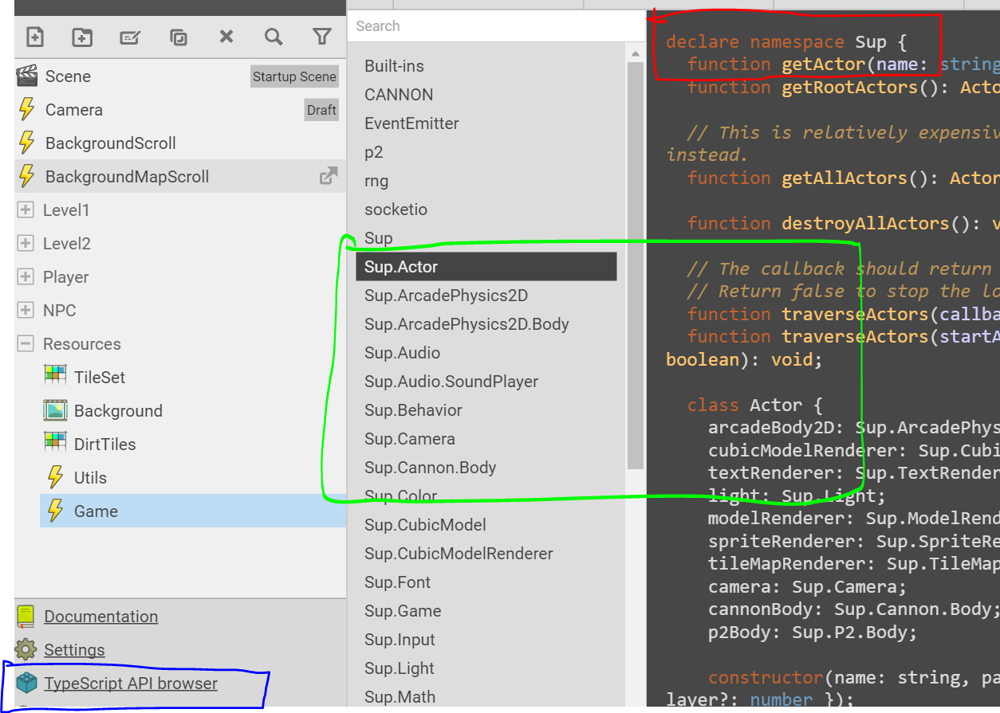 Scene
Startup Scene
Camera
Draft
BackgroundScroll
BackgroundMapScroll
Level1
Level2
Player
NPC
Resources
TileSet
Background
DirtTiles
Utils
Game
Documentation
Settings
TypeScript API browser
Search
Built-ins
CANNON
EventEmitter
p2
rng
socketio
Sup
Sup.Actor
Sup.ArcadePhysics2D
Sup.ArcadePhysics2D.Body
Sup.Audio
Sup.Audio.SoundPlayer
Sup.Behavior
Sup.Camera
Sup.Cannon.Body
Sup.Color
Sup.CubicModel
Sup.CubicModelRenderer
Sup.Font
Sup.Game
Sup.Input
Sup.Light
Sup.Math
declare namespace Sup {
function getActor(name: string
function getRootActors(): Acto
// This is relatively expensiv
instead.
function getAllActors(): Actor
function destroyAllActors(): v
// The callback should return
// Return false to stop the lo
function traverseActors(callba
function traverseActors(startA
boolean): void;
class Actor {
arcadeBody2D: Sup.ArcadePhys
cubicModelRenderer: Sup.Cubi
textRenderer: Sup.TextRender
light: Sup.Light;
modelRenderer: Sup.ModelRend
spriteRenderer: Sup.SpriteRe
tileMapRenderer: Sup.TileMap
camera: Sup.Camera;
cannonBody: Sup.Cannon.Body;
p2Body: Sup.P2.Body;
constructor(name: string, pa
layer?: number });